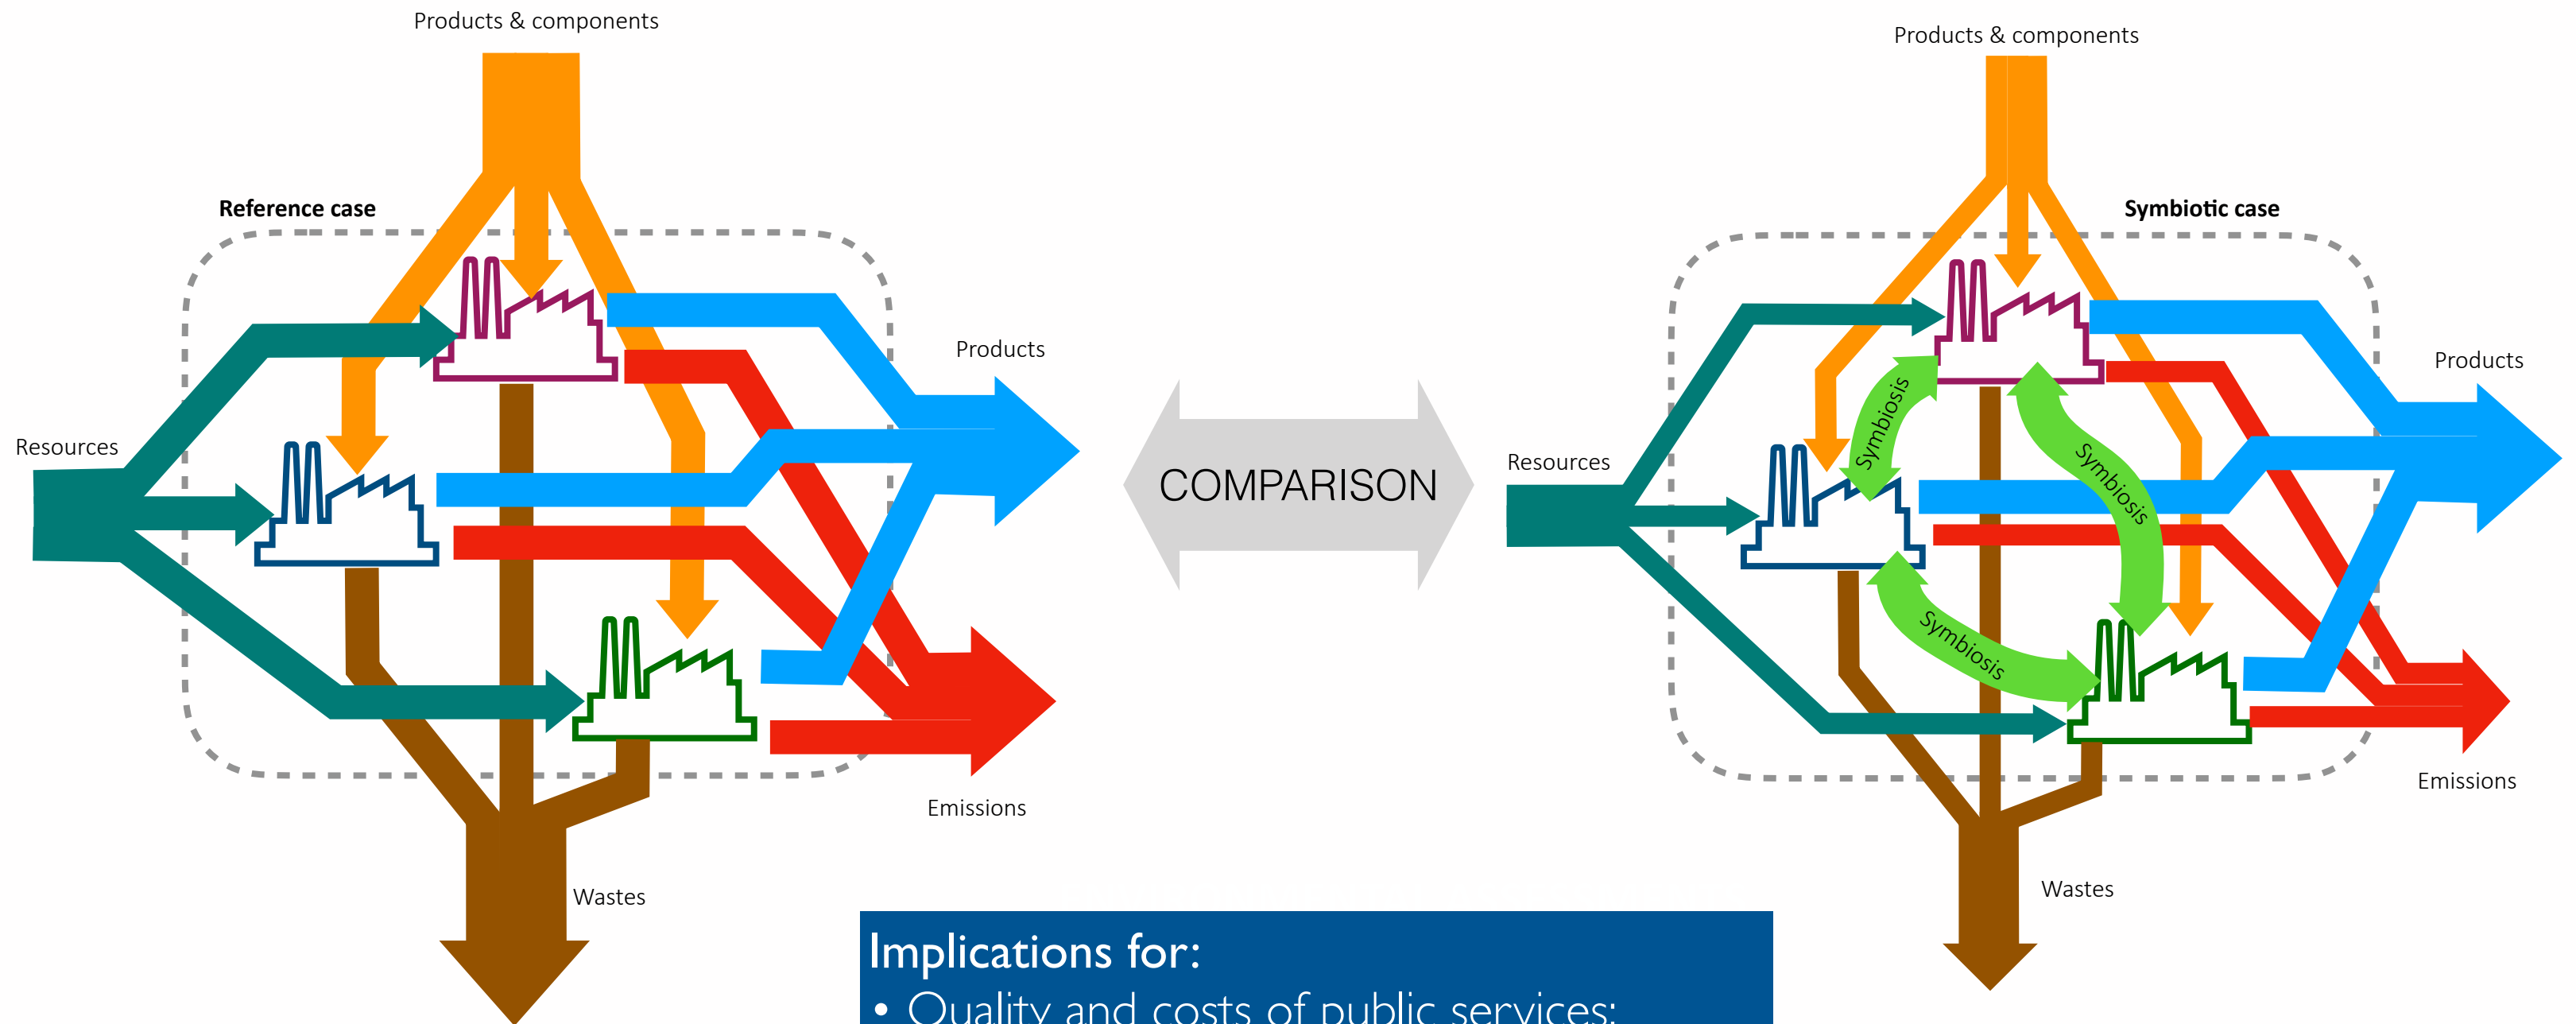 Products & components
Reference case
Resources
Products
Emissions
Wastes
COMPARISON
Products & components
Symbiotic case
Resources
Symbiosis
Symbiosis
Symbiosis
Products
Emissions
Wastes
Implications for:
• Quality and costs of public services;